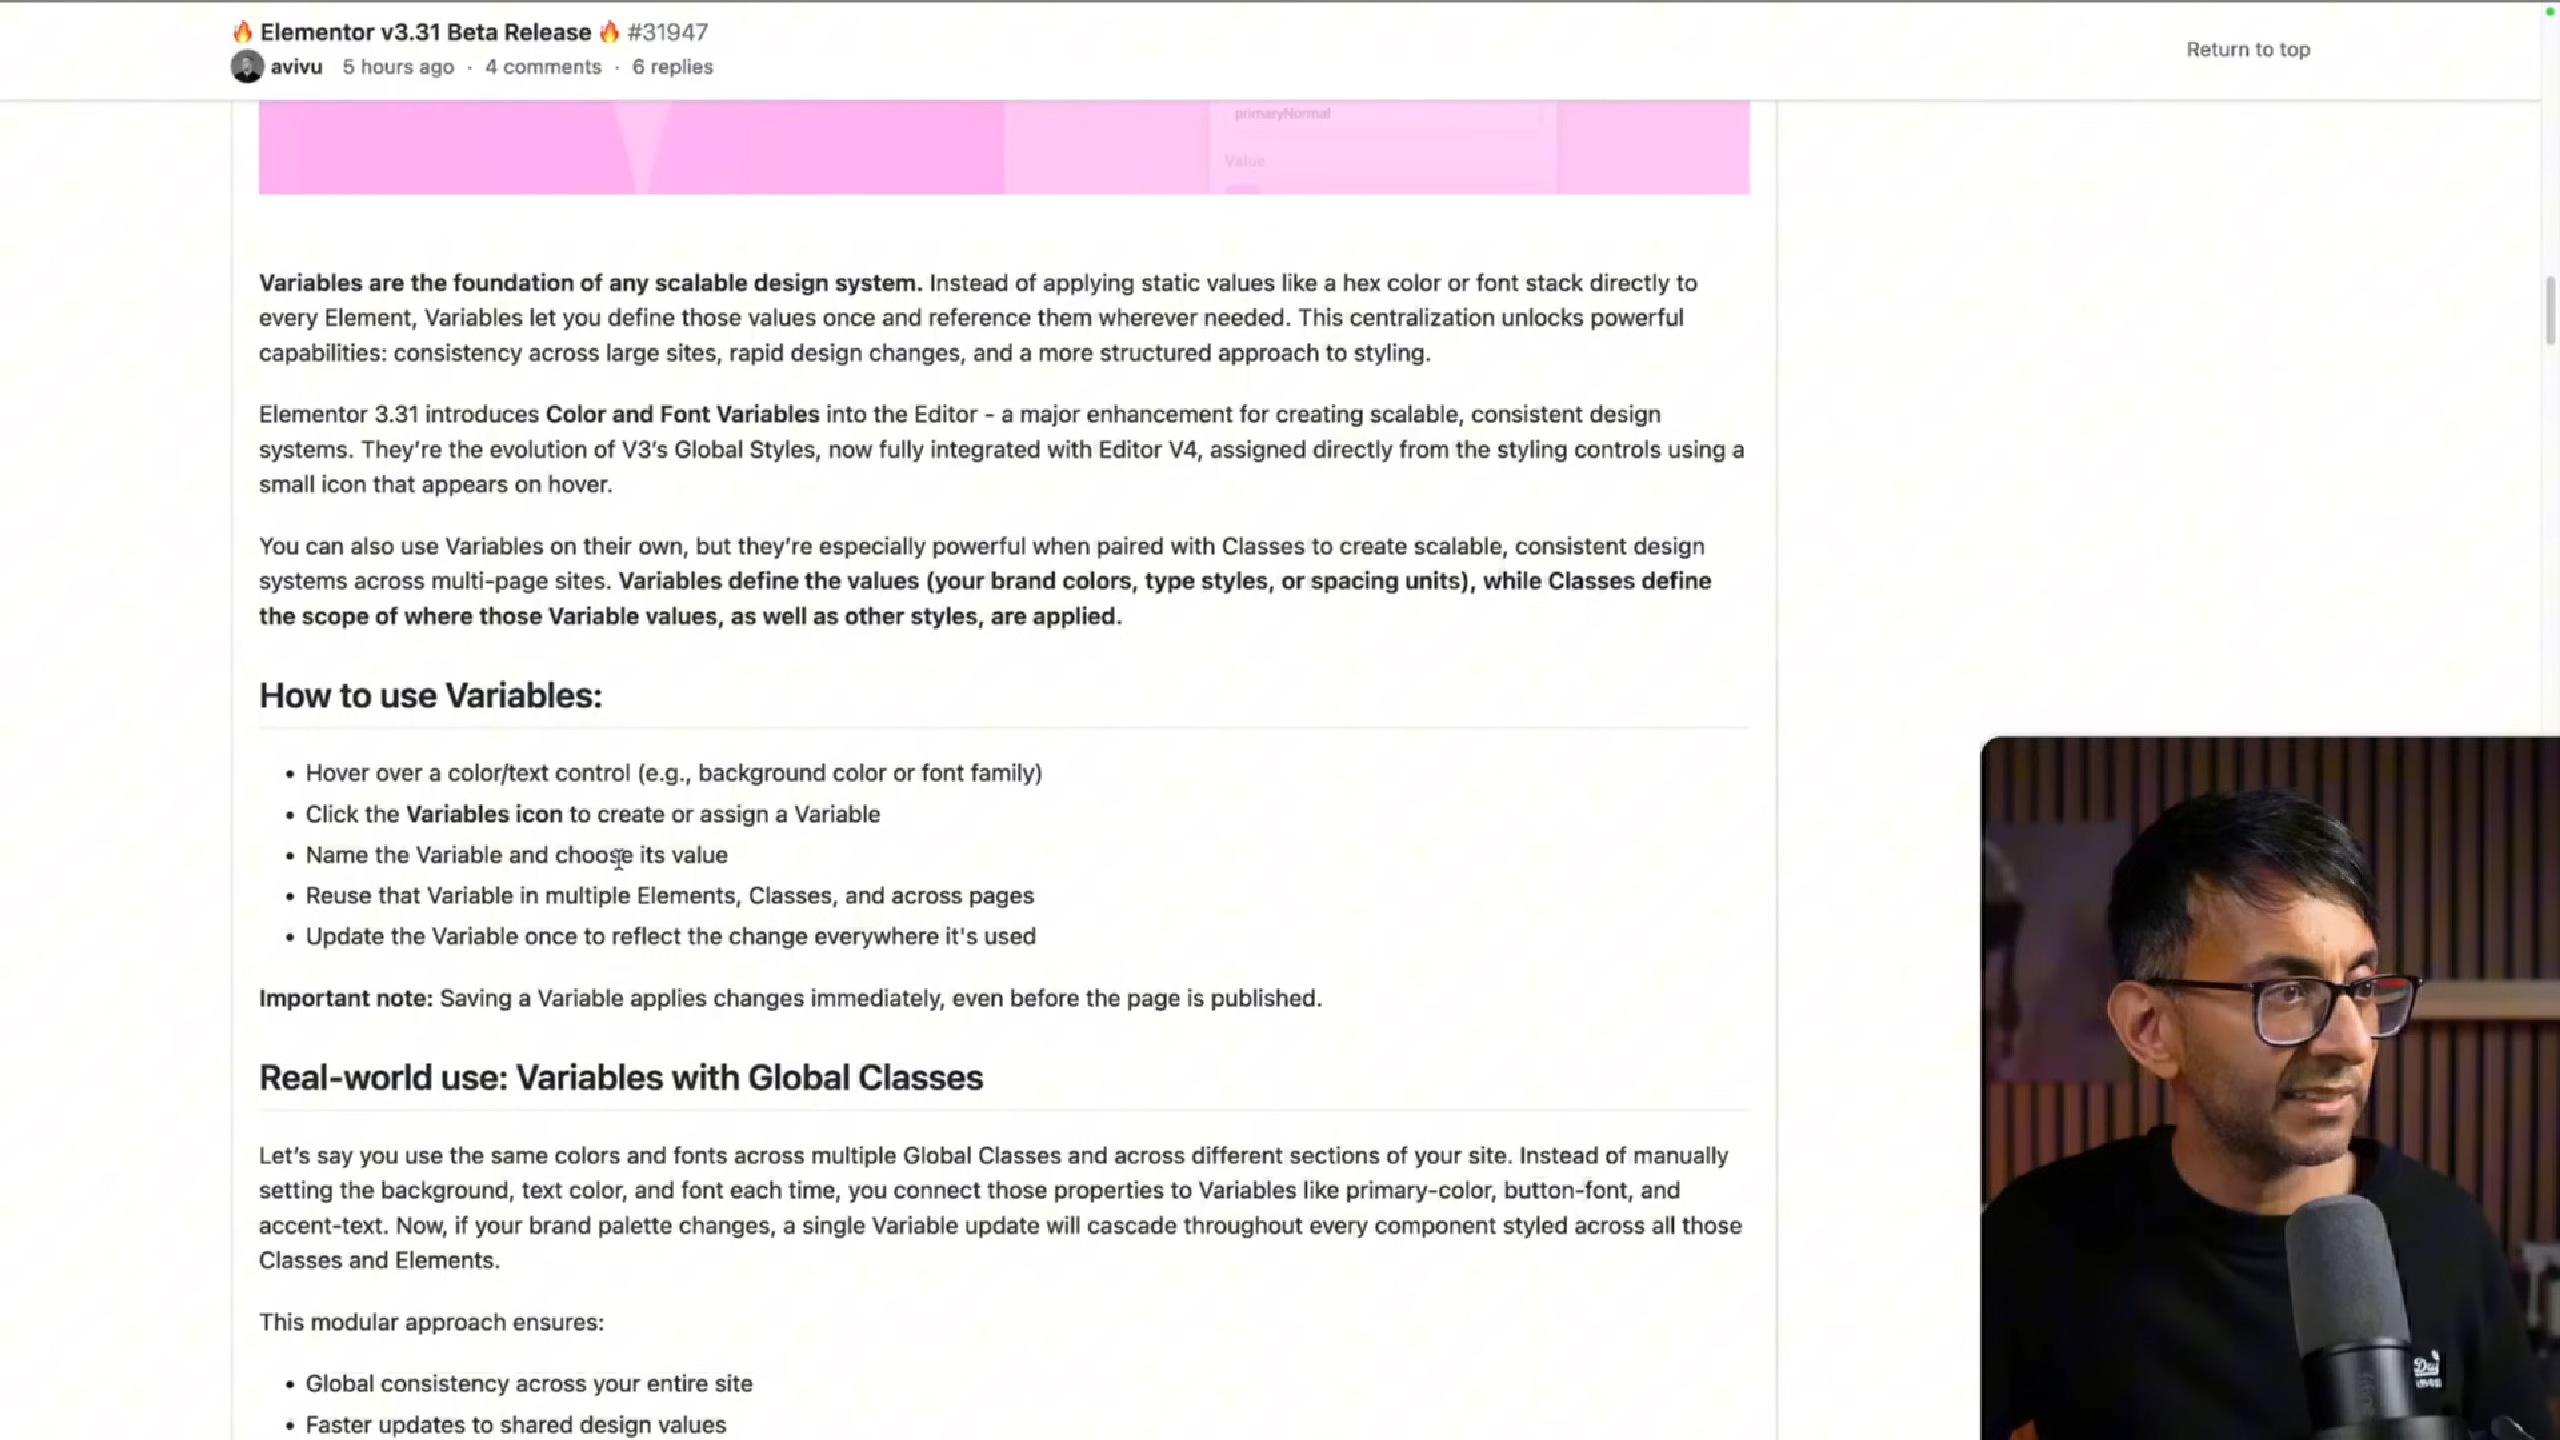 🔥 Elementor v3.31 Beta Release 🔥 #31947
avivu 5 hours ago · 4 comments · 6 replies
Return to top
primaryNormal
Value
Variables are the foundation of any scalable design system. Instead of applying static values like a hex color or font stack directly to
every Element, Variables let you define those values once and reference them wherever needed. This centralization unlocks powerful
capabilities: consistency across large sites, rapid design changes, and a more structured approach to styling.
Elementor 3.31 introduces Color and Font Variables into the Editor - a major enhancement for creating scalable, consistent design
systems. They’re the evolution of V3’s Global Styles, now fully integrated with Editor V4, assigned directly from the styling controls using a
small icon that appears on hover.
You can also use Variables on their own, but they’re especially powerful when paired with Classes to create scalable, consistent design
systems across multi-page sites. Variables define the values (your brand colors, type styles, or spacing units), while Classes define
the scope of where those Variable values, as well as other styles, are applied.
How to use Variables:
• Hover over a color/text control (e.g., background color or font family)
• Click the Variables icon to create or assign a Variable
• Name the Variable and choose its value
• Reuse that Variable in multiple Elements, Classes, and across pages
• Update the Variable once to reflect the change everywhere it's used
Important note: Saving a Variable applies changes immediately, even before the page is published.
Real-world use: Variables with Global Classes
Let’s say you use the same colors and fonts across multiple Global Classes and across different sections of your site. Instead of manually
setting the background, text color, and font each time, you connect those properties to Variables like primary-color, button-font, and
accent-text. Now, if your brand palette changes, a single Variable update will cascade throughout every component styled across all those
Classes and Elements.
This modular approach ensures:
• Global consistency across your entire site
• Faster updates to shared design values